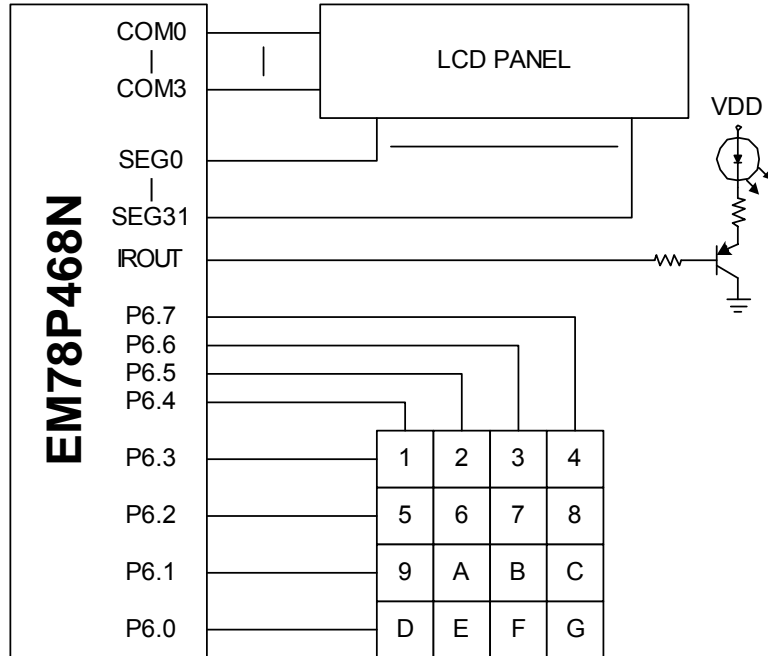 COM0
|
COM3
LCD PANEL
VDD
SEG0
|
SEG31
IROUT
EM78P468N
P6.7
P6.6
P6.5
P6.4
P6.3
1 2 3 4
P6.2
5 6 7 8
P6.1
9 A B C
P6.0
D E F G